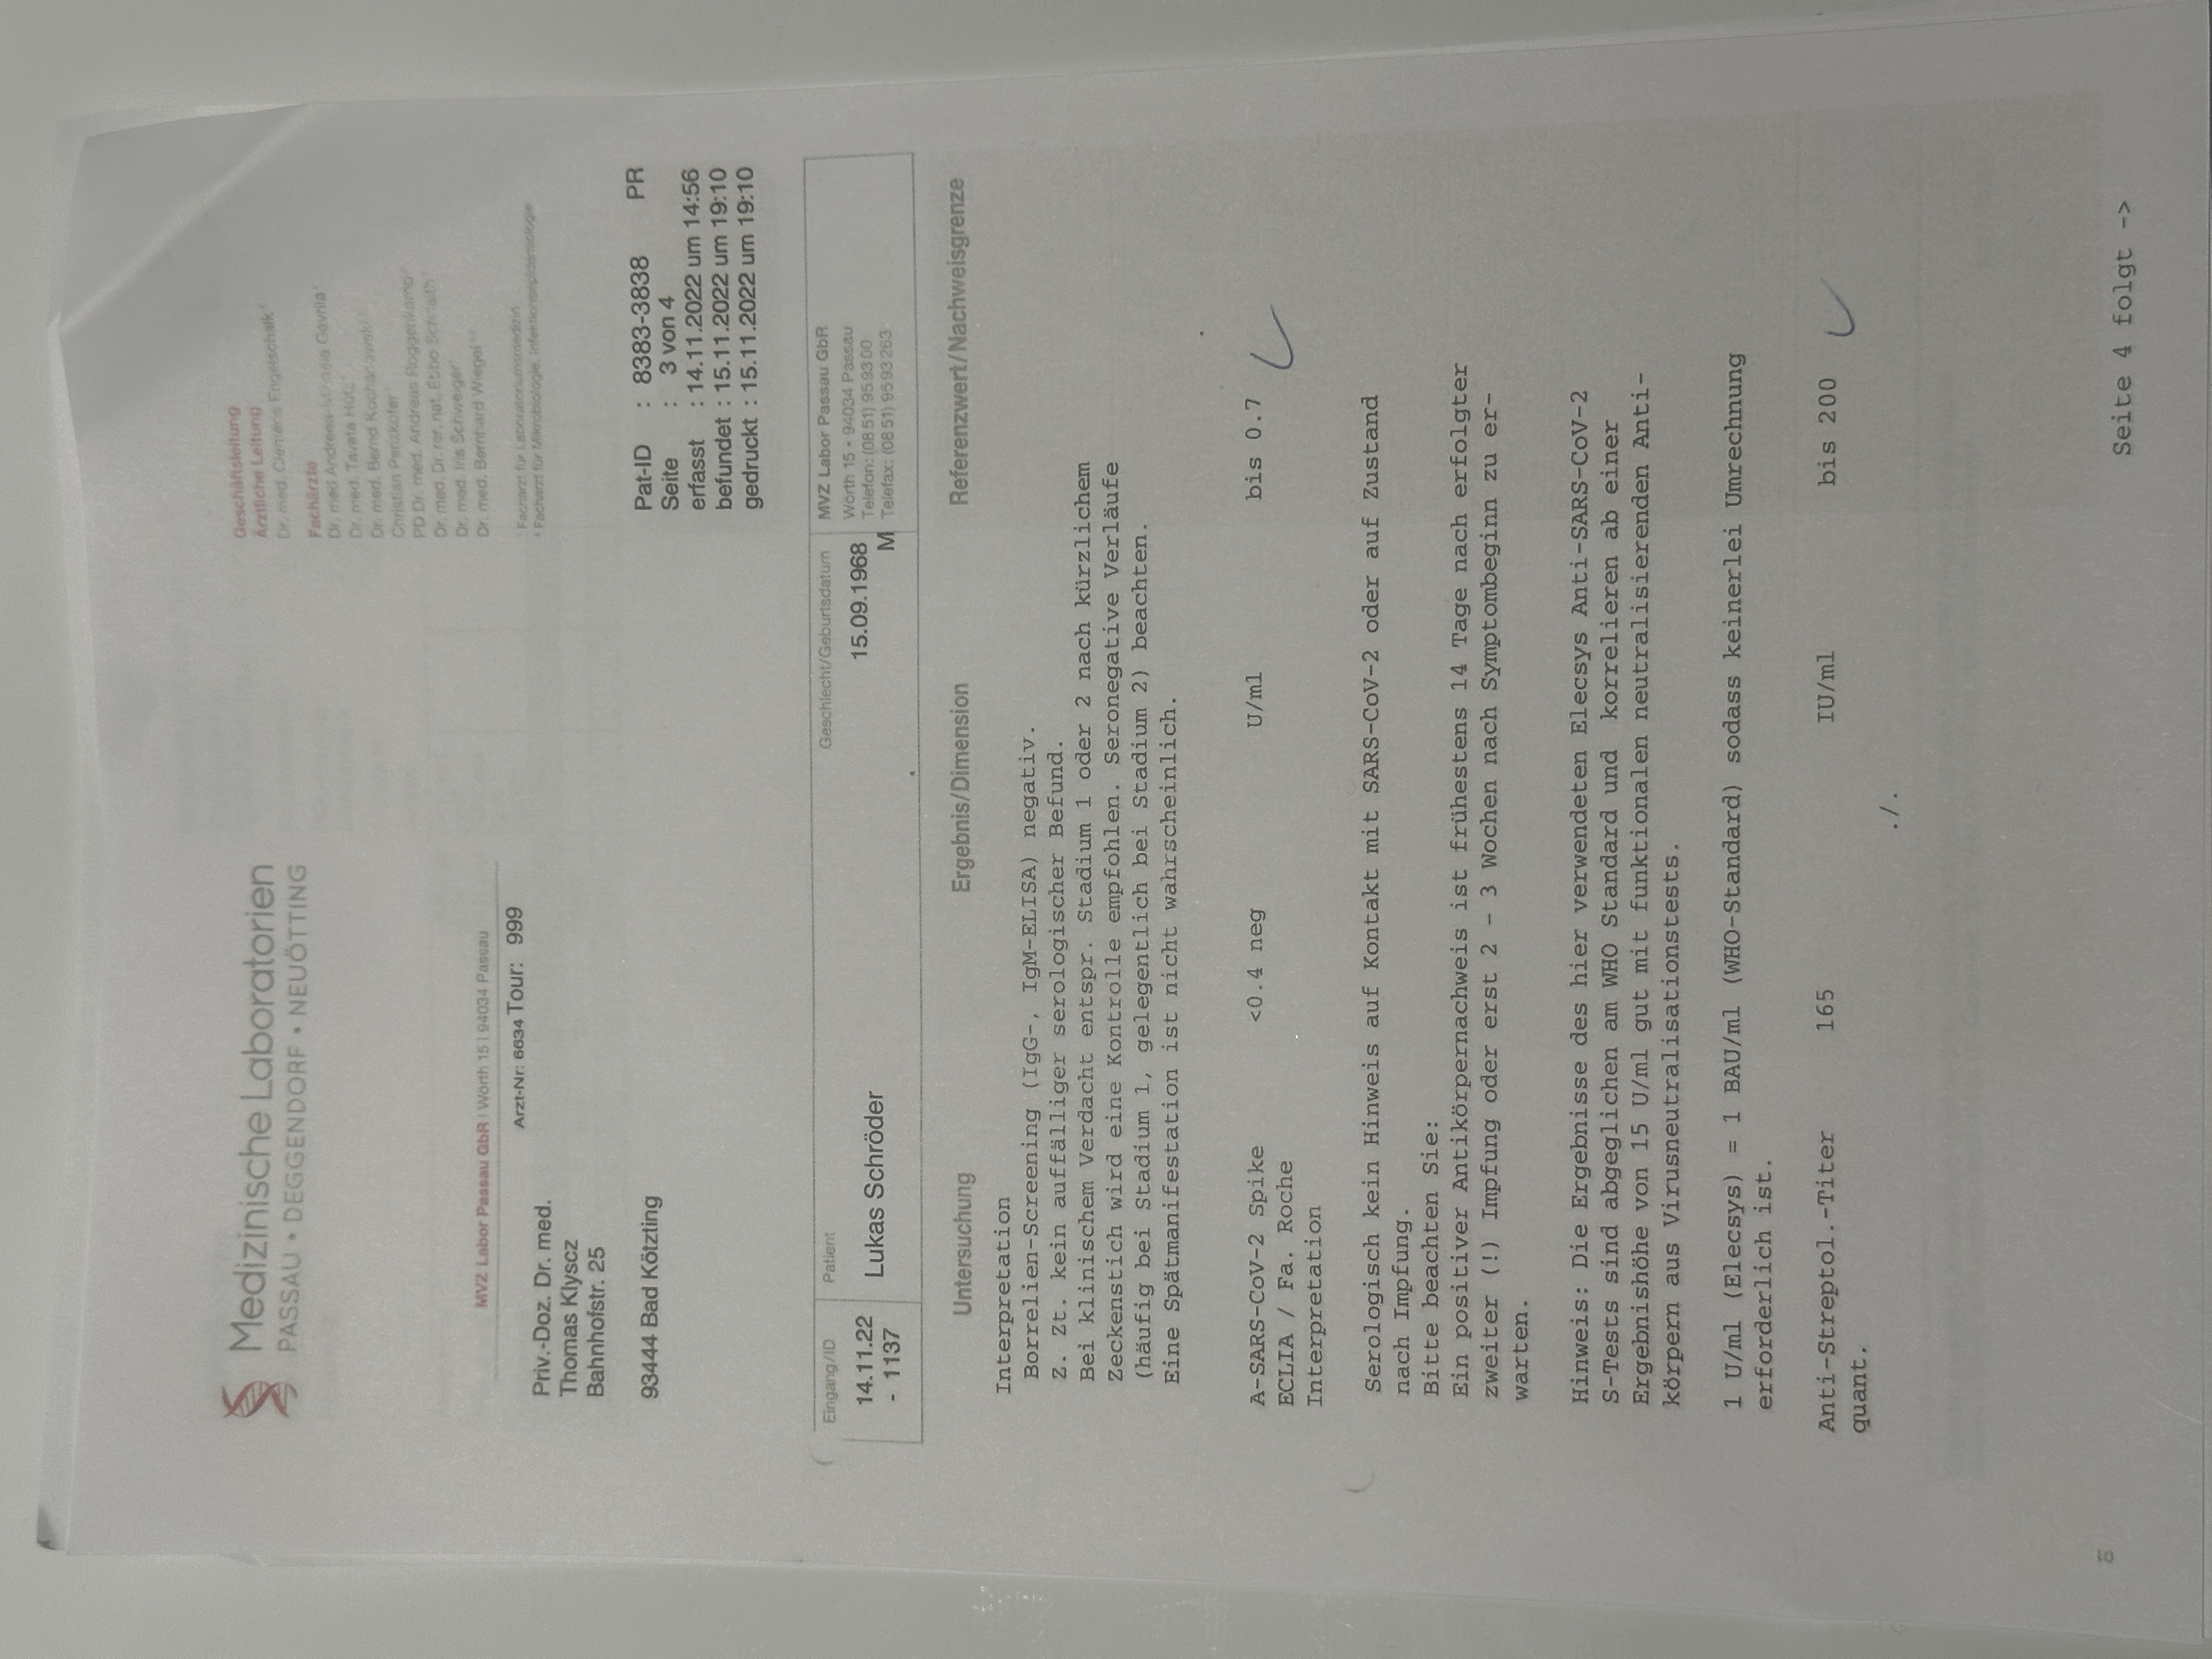 Medizinische Laboratorien
PASSAU • DEGGENDORF • NEUÖTTING
Geschäftsleitung
Ärztliche Leitung
Dr. med. Clemens Engelschalk
Fachärzte
Dr. med Andreea- Gavrila
Dr. med. Taveta
Dr. med. Bernd Kochanowski
Christian Penzkofer
PD Dr. med. Andreas Roggenkamp
Dr. med. Dr. rer. nat. Ebbo Schnaith
Dr. med. Iris Schweiger
Dr. med. Bernhard Wiegel
¹ Facharzt für Laboratoriumsmedizin
² Facharzt für Mikrobiologie, Infektionsepidemiologie
MVZ Labor Passau GbR | Wörth 15 | 94034 Passau
Arzt-Nr: 6634 Tour: 999
Priv.-Doz. Dr. med.
Thomas Klyscz
Bahnhofstr. 25
93444 Bad Kötzting
Pat-ID : 8383-3838 PR
Seite : 3 von 4
erfasst : 14.11.2022 um 14:56
befundet : 15.11.2022 um 19:10
gedruckt : 15.11.2022 um 19:10
Eingang/ID Patient Geschlecht/Geburtsdatum
14.11.22
- 1137
Lukas Schröder
15.09.1968
M
MVZ Labor Passau GbR
Wörth 15 • 94034 Passau
Telefon: (08 51) 95 93 00
Telefax: (08 51) 95 93 263
Untersuchung Ergebnis/Dimension Referenzwert/Nachweisgrenze
Interpretation
Borrelien-Screening (IgG-, IgM-ELISA) negativ.
Z. Zt. kein auffälliger serologischer Befund.
Bei klinischem Verdacht entspr. Stadium 1 oder 2 nach kürzlichem
Zeckenstich wird eine Kontrolle empfohlen. Seronegative Verläufe
(häufig bei Stadium 1, gelegentlich bei Stadium 2) beachten.
Eine Spätmanifestation ist nicht wahrscheinlich.
A-SARS-CoV-2 Spike <0.4 neg U/ml bis 0.7
ECLIA / Fa. Roche
Interpretation
Serologisch kein Hinweis auf Kontakt mit SARS-CoV-2 oder auf Zustand
nach Impfung.
Bitte beachten Sie:
Ein positiver Antikörpernachweis ist frühestens 14 Tage nach erfolgter
zweiter (!) Impfung oder erst 2 - 3 Wochen nach Symptombeginn zu er-
warten.
Hinweis: Die Ergebnisse des hier verwendeten Elecsys Anti-SARS-CoV-2
S-Tests sind abgeglichen am WHO Standard und korrelieren ab einer
Ergebnishöhe von 15 U/ml gut mit funktionalen neutralisierenden Anti-
körpern aus Virusneutralisationstests.
1 U/ml (Elecsys) = 1 BAU/ml (WHO-Standard) sodass keinerlei Umrechnung
erforderlich ist.
Anti-Streptol.-Titer 165 IU/ml bis 200
quant.
./.
01
Seite 4 folgt ->